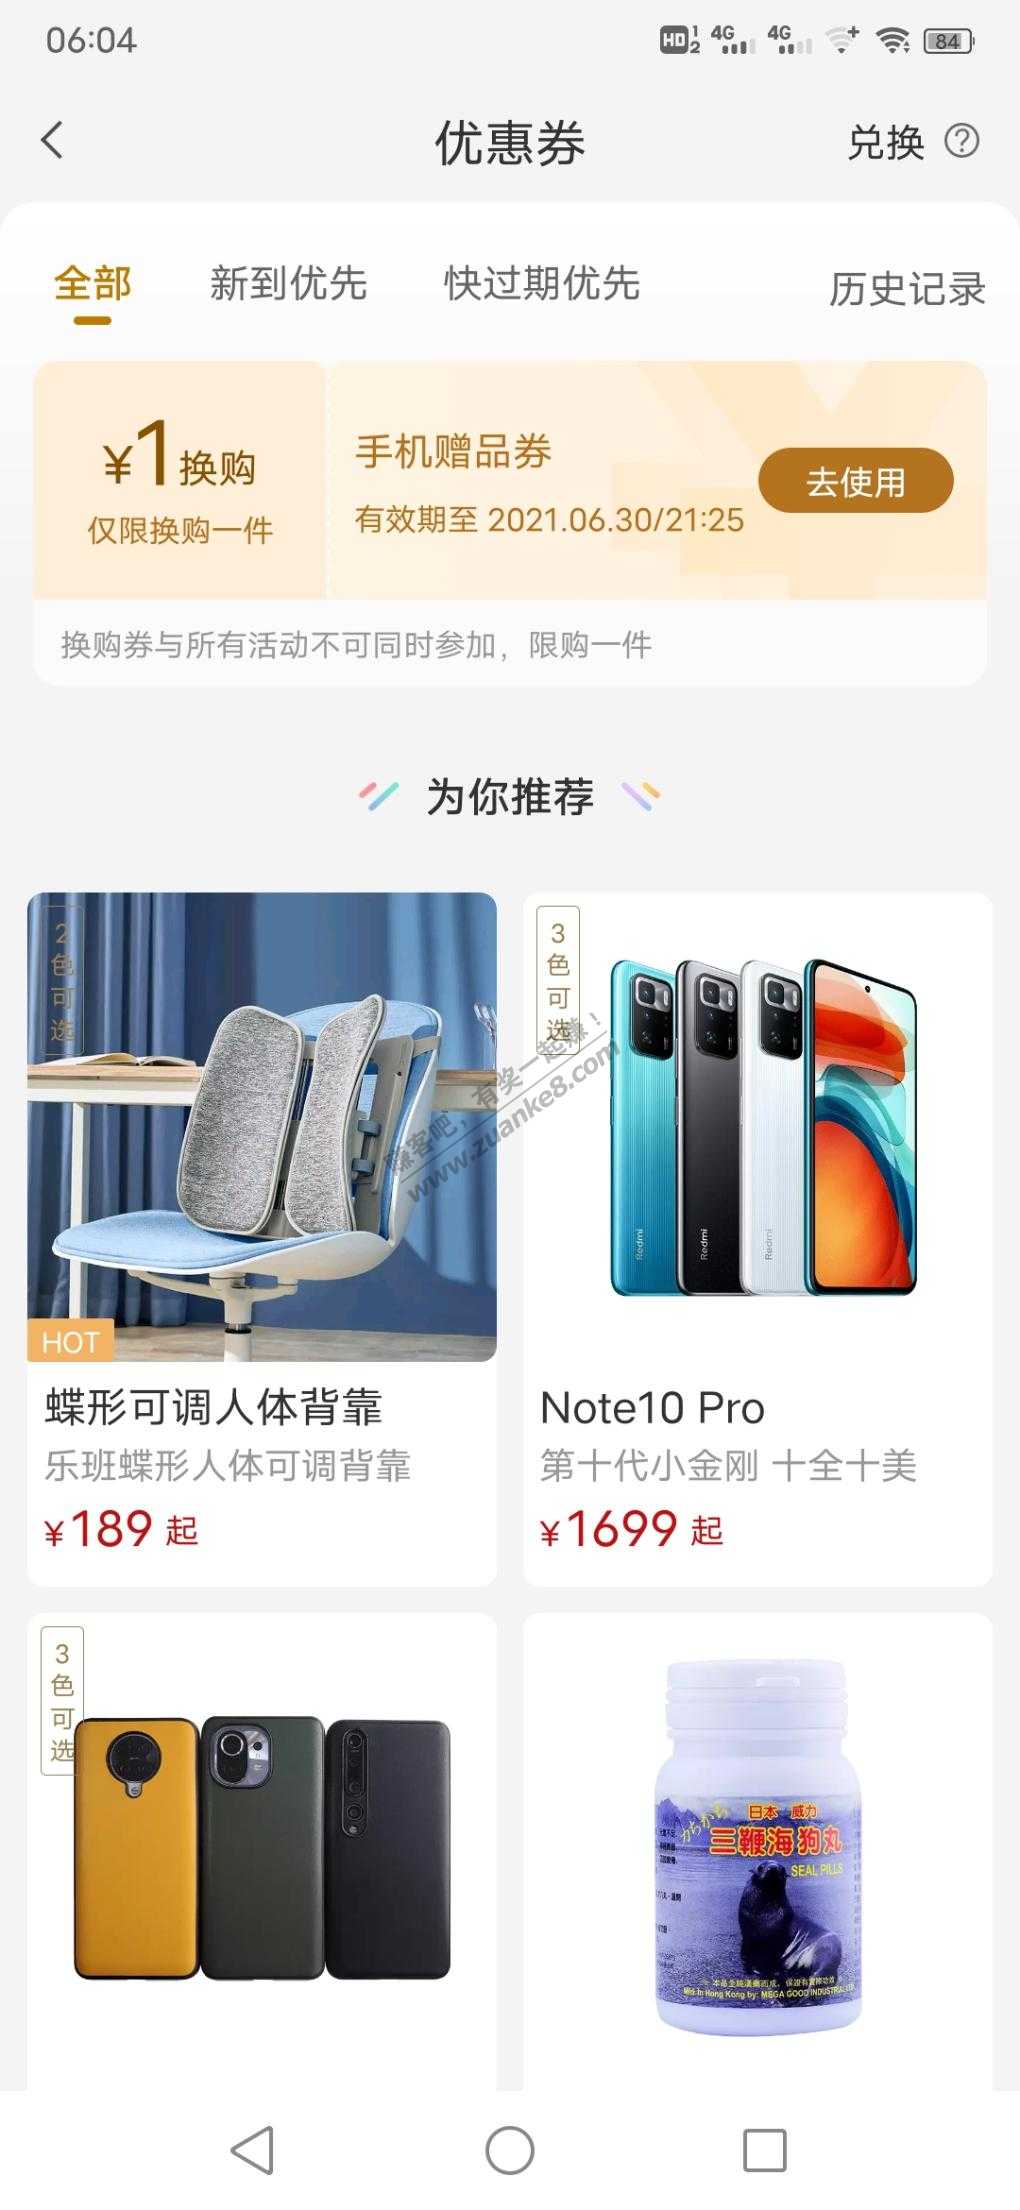 06:04
HD 1 2 4G 4G 84
优惠券
兑换
全部 新到优先 快过期优先 历史记录
¥1换购
仅限换购一件
手机赠品券
有效期至 2021.06.30/21:25
去使用
换购券与所有活动不可同时参加，限购一件
为你推荐
2色可选
HOT
蝶形可调人体背靠
乐班蝶形人体可调背靠
¥189 起
3色可选
Redmi
Redmi
Redmi
Note10 Pro
第十代小金刚 十全十美
¥1699 起
赚客吧，有奖一起赚！
www.zuanke8.com
3色可选
日本 威力
三鞭海狗丸
SEAL PILLS
Mfd. In Hong Kong by: MEGA GOOD INDUSTRIAL